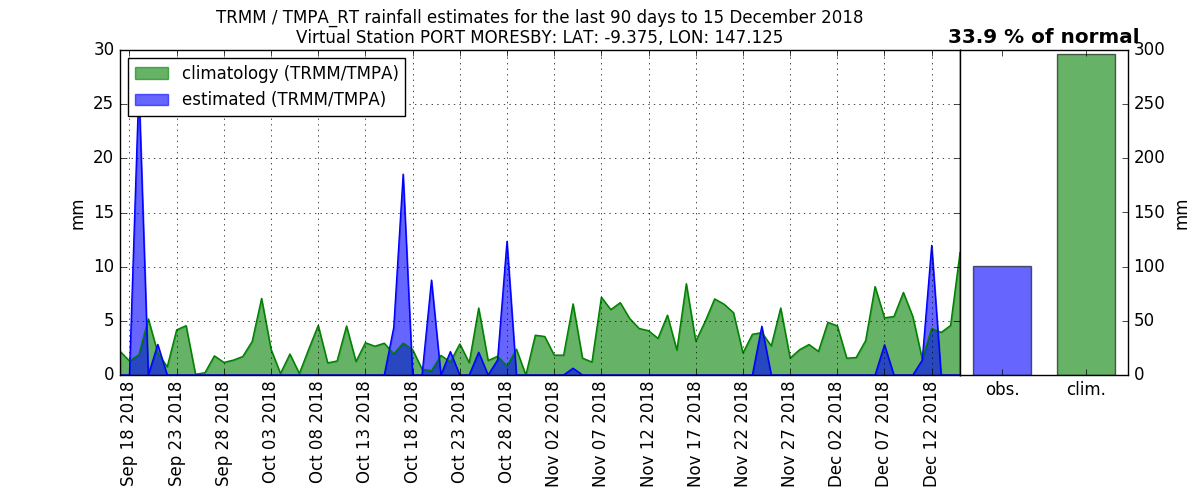 TRMM / TMPA_RT rainfall estimates for the last 90 days to 15 December 2018
Virtual Station PORT MORESBY: LAT: -9.375, LON: 147.125
33.9 % of normal
climatology (TRMM/TMPA)
estimated (TRMM/TMPA)
mm
30
25
20
15
10
5
0
300
250
200
150
100
50
0
mm
Sep 18 2018
Sep 23 2018
Sep 28 2018
Oct 03 2018
Oct 08 2018
Oct 13 2018
Oct 18 2018
Oct 23 2018
Oct 28 2018
Nov 02 2018
Nov 07 2018
Nov 12 2018
Nov 17 2018
Nov 22 2018
Nov 27 2018
Dec 02 2018
Dec 07 2018
Dec 12 2018
obs.
clim.